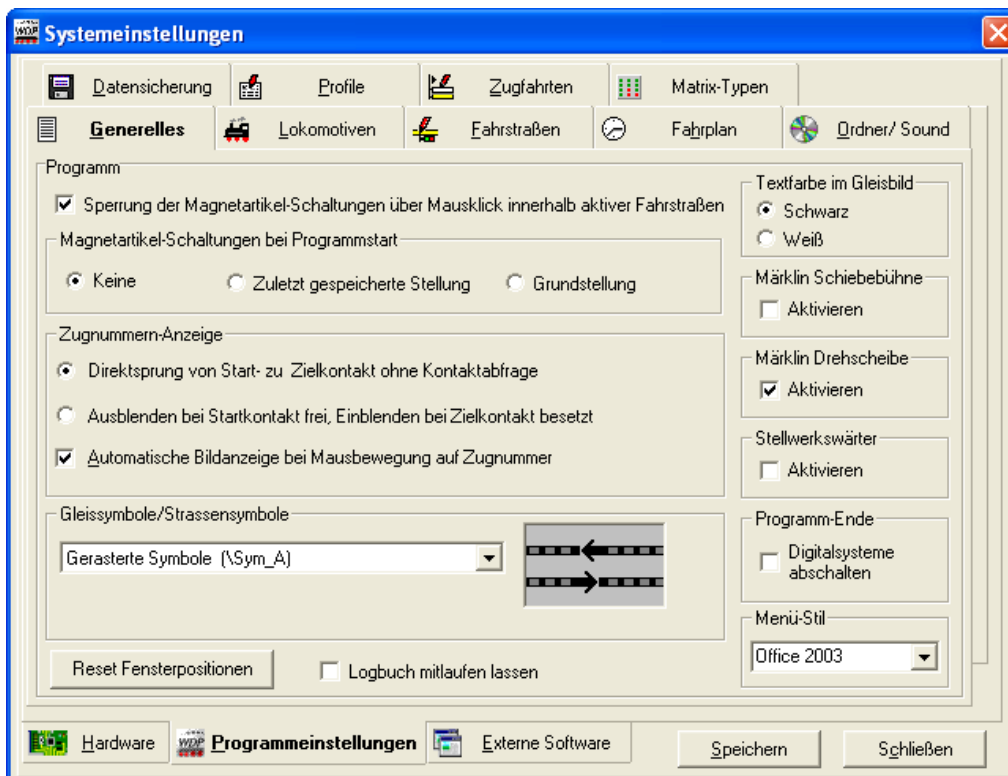 WDP Systemeinstellungen
Datensicherung Profile Zugfahrten Matrix-Typen
Generelles Lokomotiven Fahrstraßen Fahrplan Ordner/ Sound
Programm
Sperrung der Magnetartikel-Schaltungen über Mausklick innerhalb aktiver Fahrstraßen
Magnetartikel-Schaltungen bei Programmstart
Keine Zuletzt gespeicherte Stellung Grundstellung
Zugnummern-Anzeige
Direktsprung von Start- zu Zielkontakt ohne Kontaktabfrage
Ausblenden bei Startkontakt frei, Einblenden bei Zielkontakt besetzt
Automatische Bildanzeige bei Mausbewegung auf Zugnummer
Gleissymbole/Strassensymbole
Gerasterte Symbole (\Sym_A)
Reset Fensterpositionen Logbuch mitlaufen lassen
Textfarbe im Gleisbild
Schwarz
Weiß
Märklin Schiebebühne
Aktivieren
Märklin Drehscheibe
Aktivieren
Stellwerkswärter
Aktivieren
Programm-Ende
Digitalsysteme
abschalten
Menü-Stil
Office 2003
Hardware WDP Programmeinstellungen Externe Software Speichern Schließen